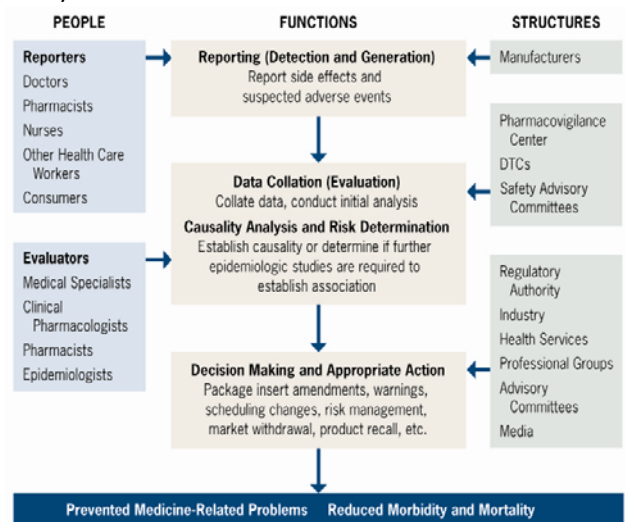 PEOPLE
FUNCTIONS
STRUCTURES
Reporters
Doctors
Pharmacists
Nurses
Other Health Care
Workers
Consumers
Reporting (Detection and Generation)
Report side effects and
suspected adverse events
Manufacturers
Pharmacovigilance
Center
DTCs
Safety Advisory
Committees
Data Collation (Evaluation)
Collate data, conduct initial analysis
Causality Analysis and Risk Determination
Establish causality or determine if further
epidemiologic studies are required to
establish association
Evaluators
Medical Specialists
Clinical
Pharmacologists
Pharmacists
Epidemiologists
Regulatory
Authority
Industry
Health Services
Professional Groups
Advisory
Committees
Media
Decision Making and Appropriate Action
Package insert amendments, warnings,
scheduling changes, risk management,
market withdrawal, product recall, etc.
Prevented Medicine-Related Problems Reduced Morbidity and Mortality